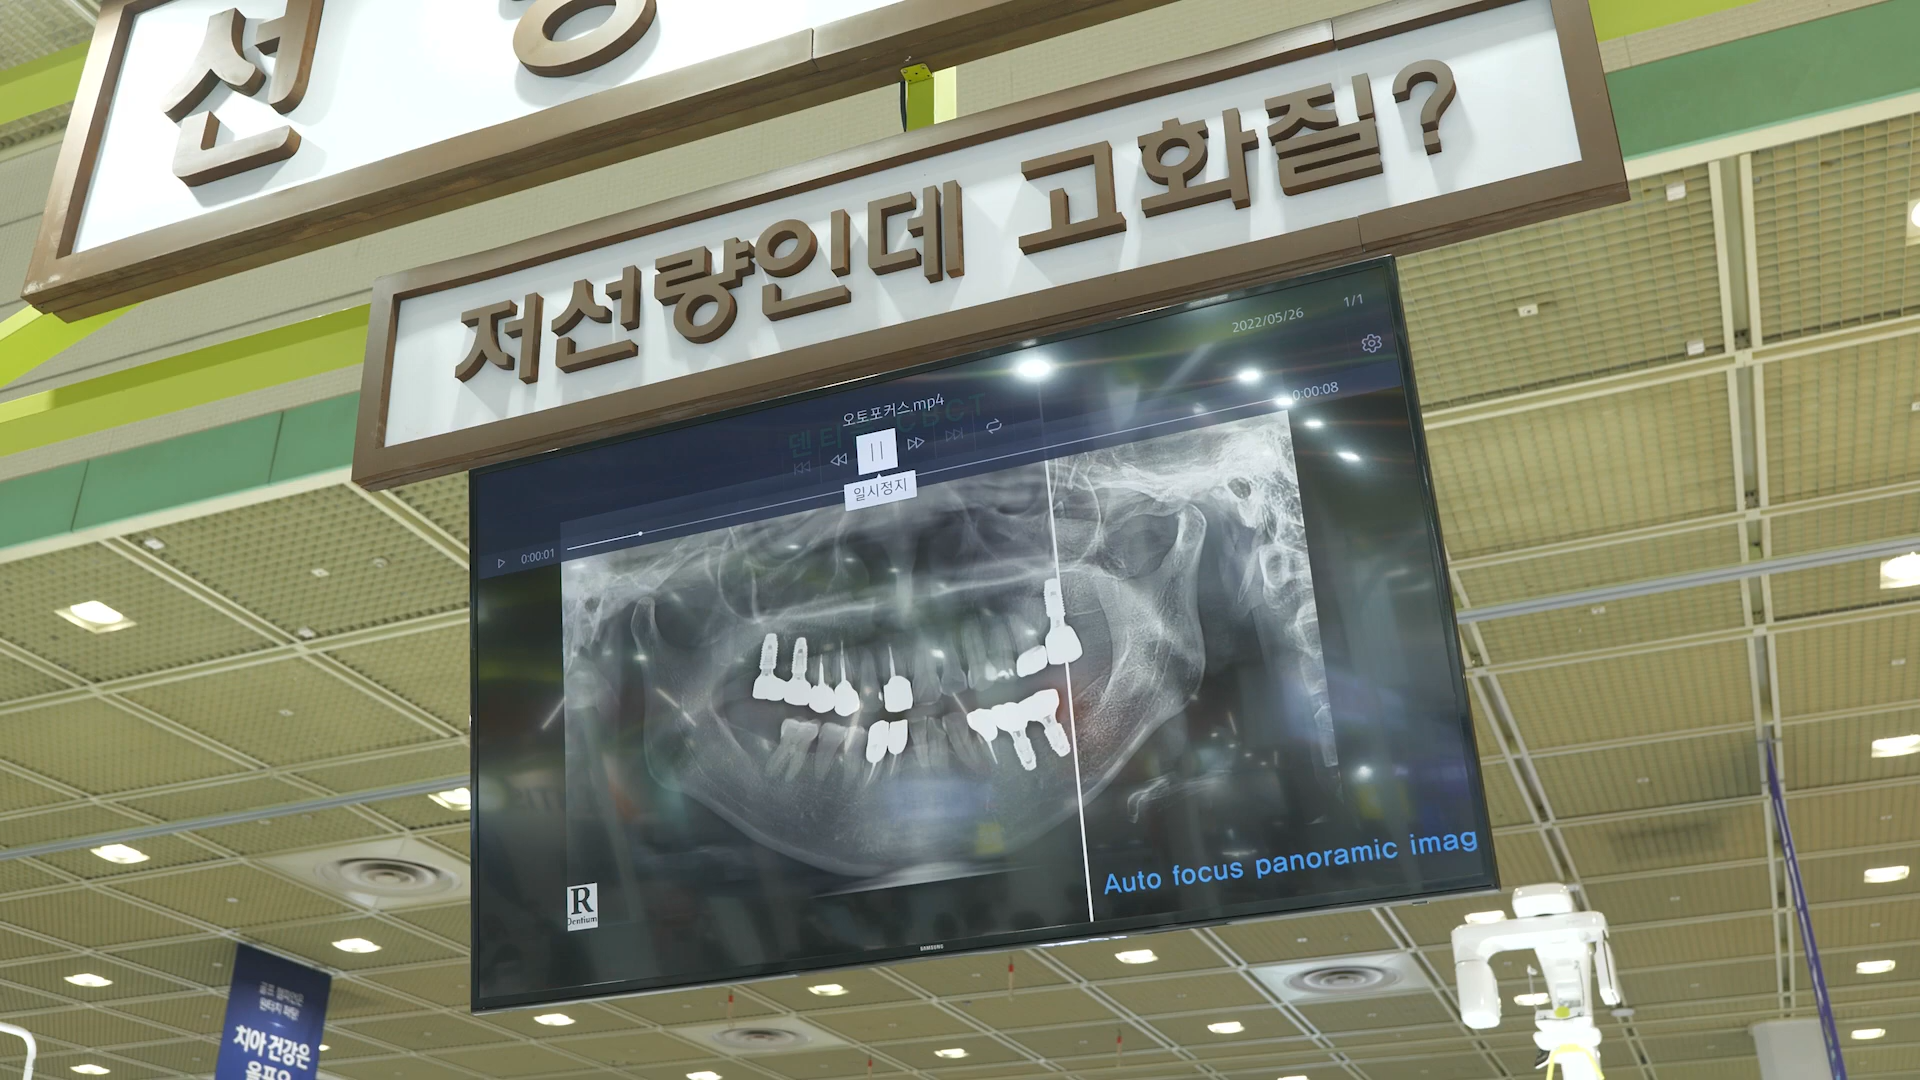 저선량인데 고화질?
2022/05/26
1/1
오토포커스.mp4
0:00:08
일시정지
0:00:01
Auto focus panoramic imag
R
Dentium
SAMSUNG
치아 건강은